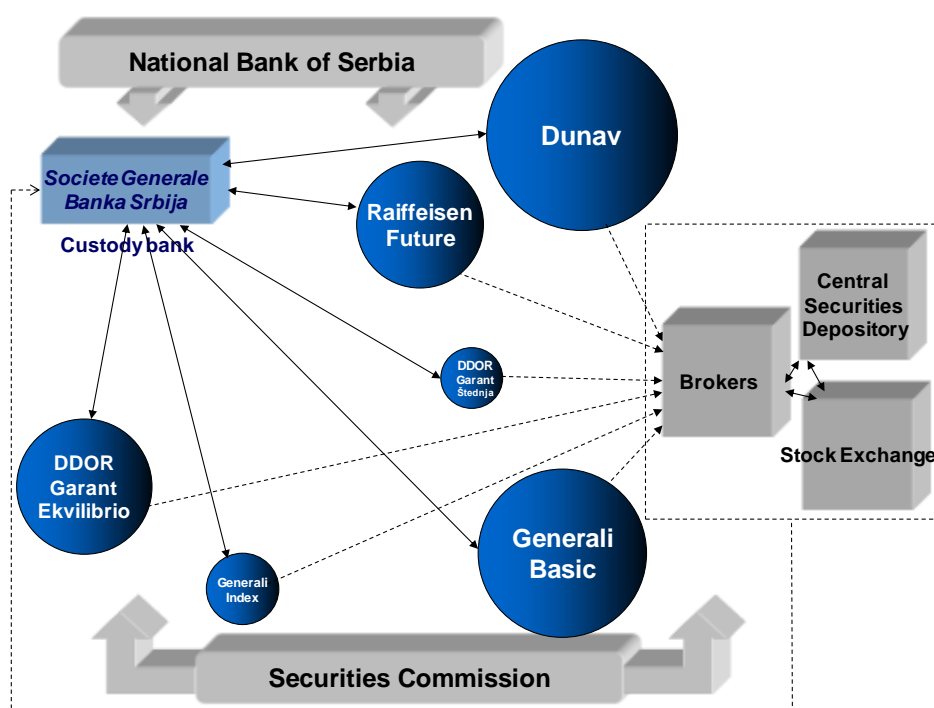 National Bank of Serbia
Dunav
Societe Generale
Banka Srbija
Custody bank
Raiffeisen
Future
Central
Securities
Depository
Brokers
DDOR
Garant
Štednja
Stock Exchange
DDOR
Garant
Ekvilibrio
Generali
Basic
Generali
Index
Securities Commission